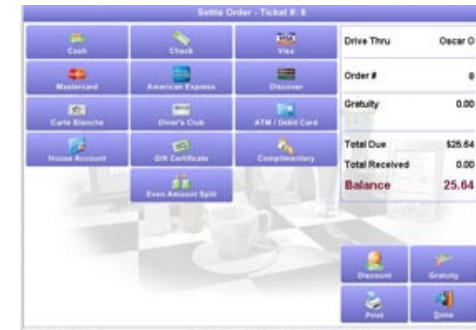 Settle Order - Ticket #: 8
Cash
Check
Visa
Mastercard
American Express
Discover
Carte Blanche
Diner's Club
ATM / Debit Card
House Account
Gift Certificate
Complimentary
Even Amount Split
Drive Thru Oscar O
Order # 8
Gratuity 0.00
Total Due $25.64
Total Received 0.00
Balance 25.64
Discount
Gratuity
Print
Done